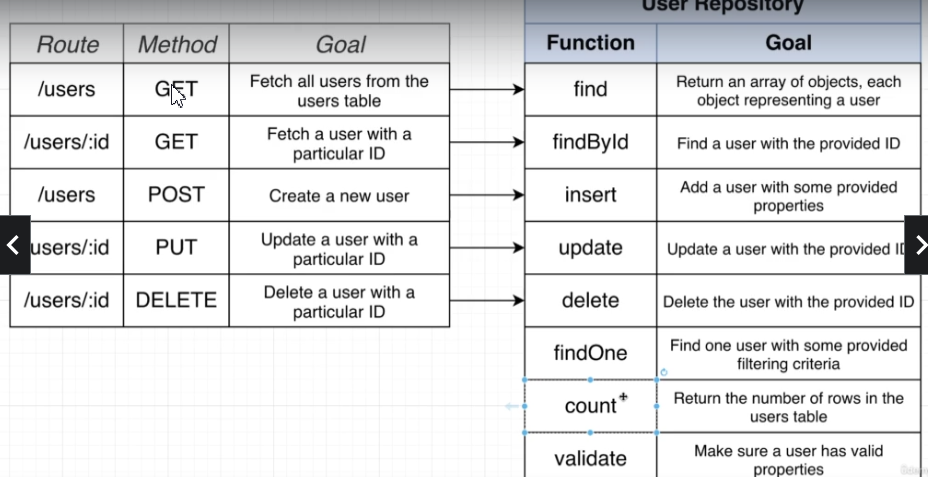 User Repository
Route Method Goal
Function Goal
/users GET Fetch all users from the
users table
find Return an array of objects, each
object representing a user
/users/:id GET Fetch a user with a
particular ID
findById Find a user with the provided ID
/users POST Create a new user
insert Add a user with some provided
properties
users/:id PUT Update a user with a
particular ID
update Update a user with the provided ID
/users/:id DELETE Delete a user with a
particular ID
delete Delete the user with the provided ID
findOne Find one user with some provided
filtering criteria
count Return the number of rows in the
users table
validate Make sure a user has valid
properties